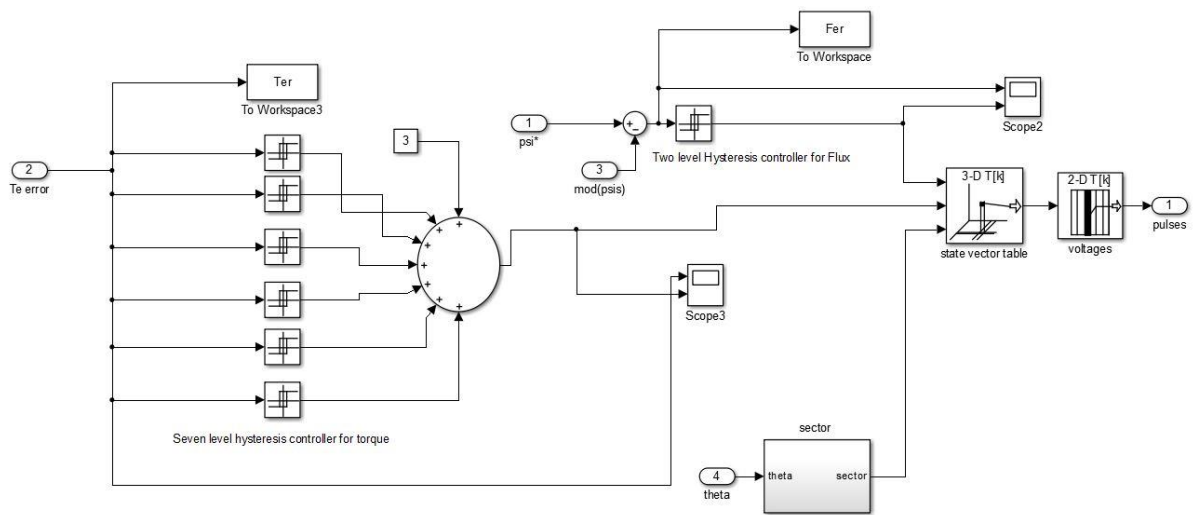 Fer
To Workspace
Ter
To Workspace3
1
psi*
+
−
Scope2
3
Two level Hysteresis controller for Flux
3
mod(psis)
2
Te error
3-D T[k]
2-D T[k]
1
pulses
state vector table
voltages
+
+
+
+
+
+
+
+
Scope3
Seven level hysteresis controller for torque
sector
4
theta
theta
sector